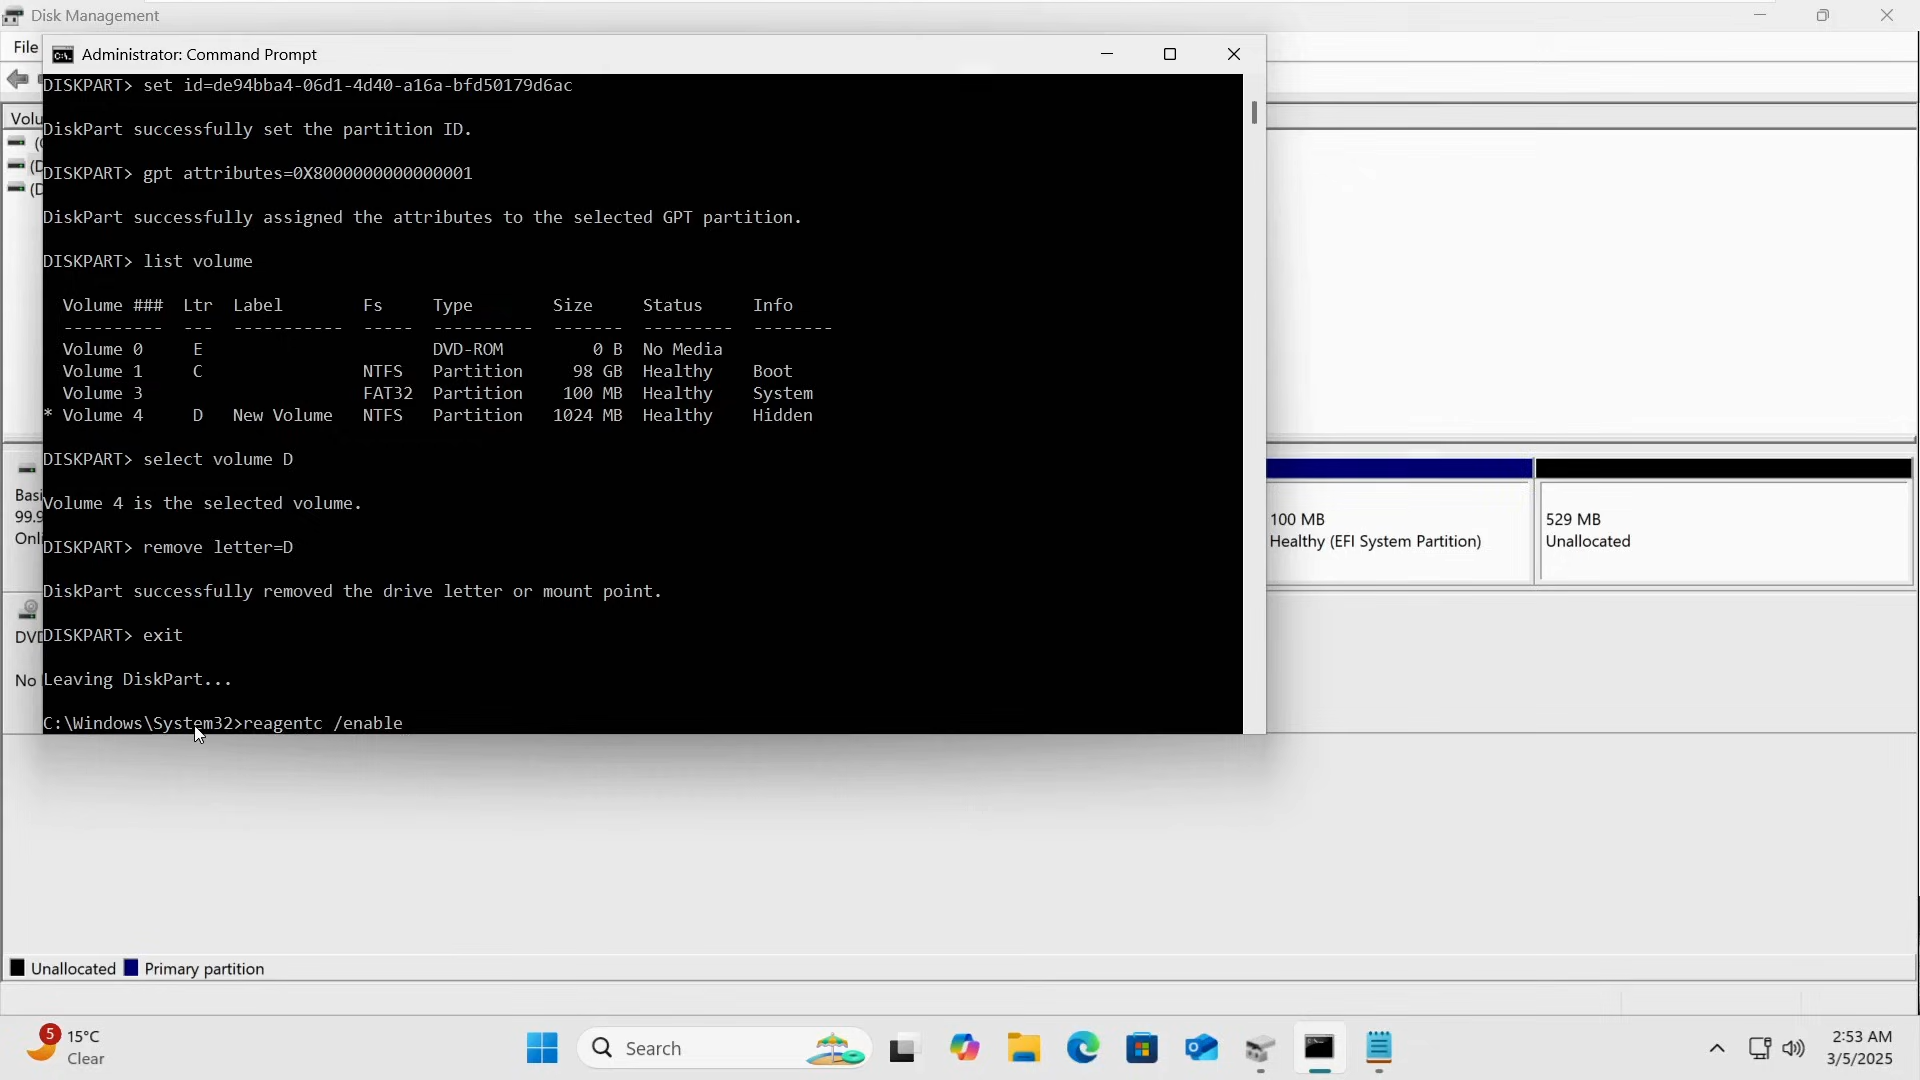 Disk Management
File
Administrator: Command Prompt
DISKPART> set id=de94bba4-06d1-4d40-a16a-bfd50179d6ac
Volu
DiskPart successfully set the partition ID.
DISKPART> gpt attributes=0X8000000000000001
DiskPart successfully assigned the attributes to the selected GPT partition.
DISKPART> list volume
Volume ### Ltr Label Fs Type Size Status Info
---------- --- ----------- ----- ---------- ------- --------- --------
Volume 0 E DVD-ROM 0 B No Media
Volume 1 C NTFS Partition 98 GB Healthy Boot
Volume 3 FAT32 Partition 100 MB Healthy System
* Volume 4 D New Volume NTFS Partition 1024 MB Healthy Hidden
DISKPART> select volume D
Volume 4 is the selected volume.
DISKPART> remove letter=D
DiskPart successfully removed the drive letter or mount point.
DISKPART> exit
Leaving DiskPart...
C:\Windows\System32>reagentc /enable
Basi
99.9
Onl
DVD
No
100 MB
Healthy (EFI System Partition)
529 MB
Unallocated
Unallocated Primary partition
5
15°C
Clear
Search
2:53 AM
3/5/2025